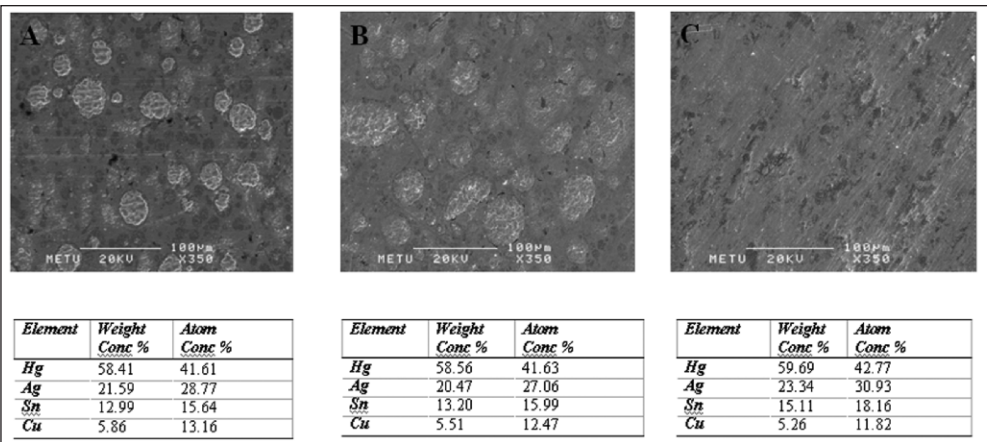 A
100µm
METU 20KV X350
B
100µm
METU 20KV X350
C
100µm
METU 20KV X350
Element Weight Conc % Atom Conc %
Hg 58.41 41.61
Ag 21.59 28.77
Sn 12.99 15.64
Cu 5.86 13.16
Element Weight Conc % Atom Conc %
Hg 58.56 41.63
Ag 20.47 27.06
Sn 13.20 15.99
Cu 5.51 12.47
Element Weight Conc % Atom Conc %
Hg 59.69 42.77
Ag 23.34 30.93
Sn 15.11 18.16
Cu 5.26 11.82